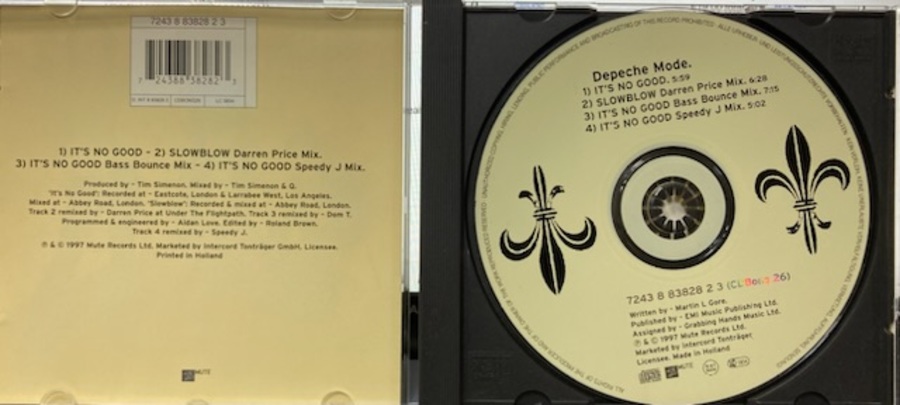 7243 8 83828 2 3
7 24388 38282 3
1) IT'S NO GOOD - 2) SLOWBLOW Darren Price Mix.
3) IT'S NO GOOD Bass Bounce Mix - 4) IT'S NO GOOD Speedy J Mix.
Produced by - Tim Simenon. Mixed by - Tim Simenon & Q.
"It's No Good": Recorded at - Eastcote, London & Larrabee West, Los Angeles.
Mixed at - Abbey Road, London. "Slowblow": Recorded & mixed at - Abbey Road, London.
Track 2 remixed by - Darren Price at Under The Flightpath. Track 3 remixed by - Dom T.
Programmed & engineered by - Aidan Love. Edited by - Roland Brown.
Track 4 remixed by - Speedy J.
℗ & © 1997 Mute Records Ltd. Marketed by Intercord Tonträger GmbH. Licensee.
Printed in Holland
MUTE
Depeche Mode.
1) IT'S NO GOOD. 5:59
2) SLOWBLOW Darren Price Mix. 6:28
3) IT'S NO GOOD Bass Bounce Mix. 7:15
4) IT'S NO GOOD Speedy J Mix. 5:02
7243 8 83828 2 3 (CDBong 26)
Written by - Martin L Gore.
Published by - EMI Music Publishing Ltd.
Assigned by - Grabbing Hands Music Ltd.
℗ & © 1997 Mute Records Ltd.
Marketed by Intercord Tonträger.
Licensee. Made in Holland
MUTE